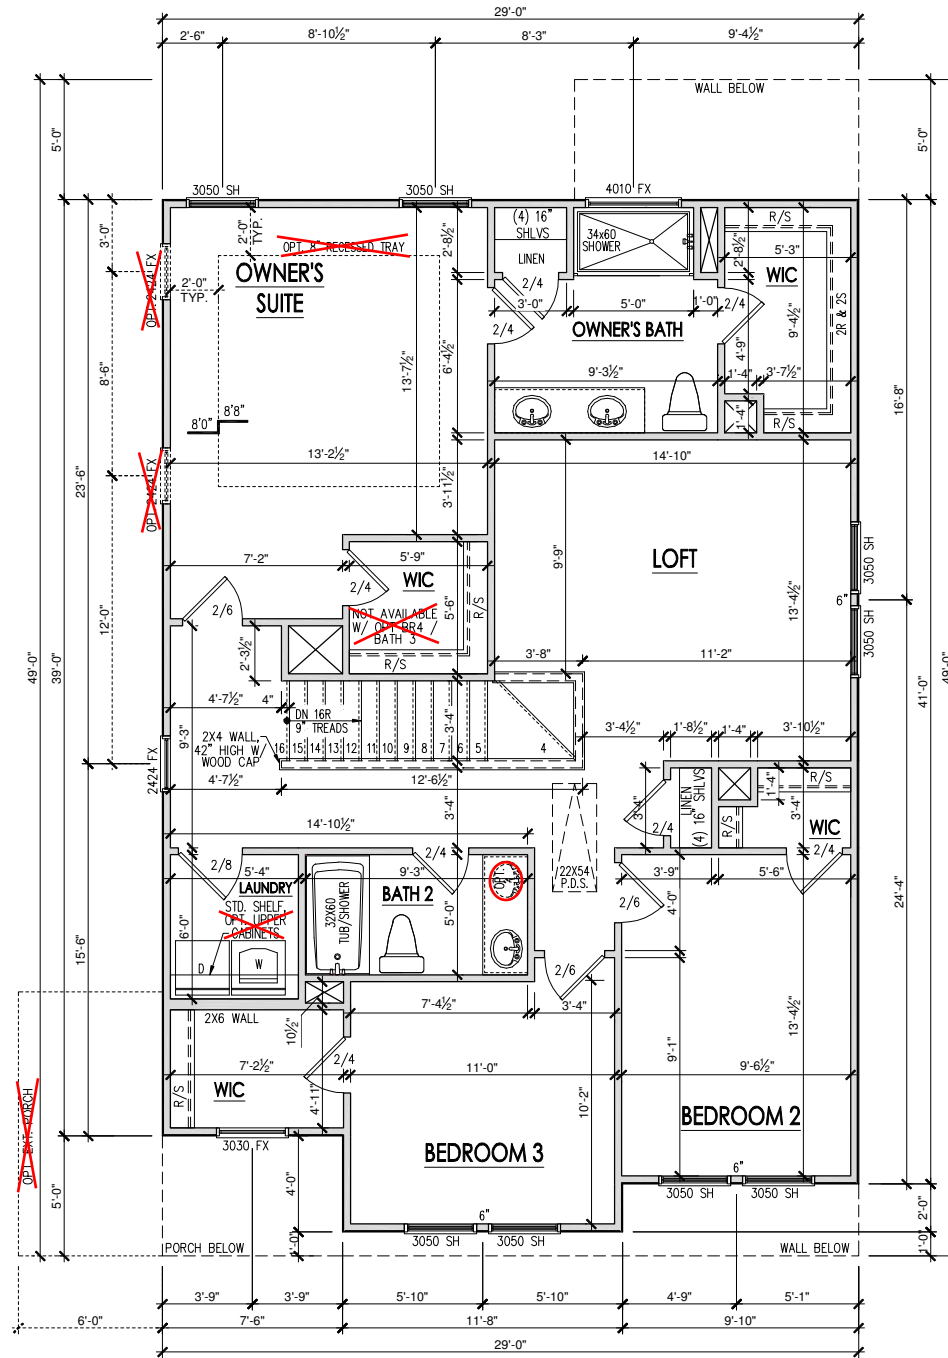 29'-0"
2'-6"
8'-10½"
8'-3"
9'-4½"
WALL BELOW
5'-0"
5'-0"
3050 SH
3050 SH
4010 FX
3'-0"
2'-0"
TYP.
OPT. 8" RECESSED TRAY
2'-8½"
(4) 16"
SHLVS
LINEN
34x60
SHOWER
R/S
2'-8½"
5'-3"
OWNER'S
SUITE
WIC
OPT. 2424 FX
2'-0"
TYP.
2/4
3'-0"
5'-0"
1'-0"
2/4
2/4
OWNER'S BATH
9'-4½"
2R & 2S
8'-6"
13'-7½"
6'-4½"
4'-9"
9'-3½"
1'-4"
3'-7½"
16'-8"
8'0"
8'8"
1'-4"
R/S
13'-2½"
14'-10"
OPT. 2424 FX
23'-6"
3'-11½"
7'-2"
5'-9"
9'-9"
LOFT
3050 SH
WIC
2/4
13'-4½"
6"
2/6
NOT AVAILABLE
W/ OPT BR4 /
BATH 3
5'-6"
R/S
3050 SH
12'-0"
49'-0"
39'-0"
2'-3½"
R/S
3'-8"
11'-2"
41'-0"
49'-0"
4'-7½"
4"
DN 16R
9" TREADS
3'-4"
3'-4½"
1'-8½"
1'-4"
3'-10½"
9'-3"
2X4 WALL,
42" HIGH W/
WOOD CAP
16 15 14 13 12 11 10 9 8 7 6 5 4
2424 FX
4'-7½"
12'-6½"
3'-4"
3'-4"
LINEN
(4) 16" SHLVS
1'-4"
R/S
3'-4"
R/S
WIC
14'-10½"
2/4
2/4
2/8
2/4
5'-4"
9'-3"
OPT.
22X54
P.D.S.
3'-9"
5'-6"
LAUNDRY
STD. SHELF,
OPT. UPPER
CABINETS
32X60
TUB/SHOWER
BATH 2
5'-0"
2/6
4'-0"
24'-4"
6'-0"
15'-6"
D
W
2/6
7'-4½"
3'-4"
2X6 WALL
10½"
13'-4½"
9'-1"
2/4
7'-2½"
11'-0"
9'-6½"
R/S
WIC
4'-11"
10'-2"
BEDROOM 2
OPT. EXT. PORCH
3030 FX
BEDROOM 3
6"
3050 SH
3050 SH
5'-0"
4'-0"
2'-0"
6"
3050 SH
3050 SH
PORCH BELOW
1'-0"
WALL BELOW
1'-0"
3'-9"
3'-9"
5'-10"
5'-10"
4'-9"
5'-1"
6'-0"
7'-6"
11'-8"
9'-10"
29'-0"